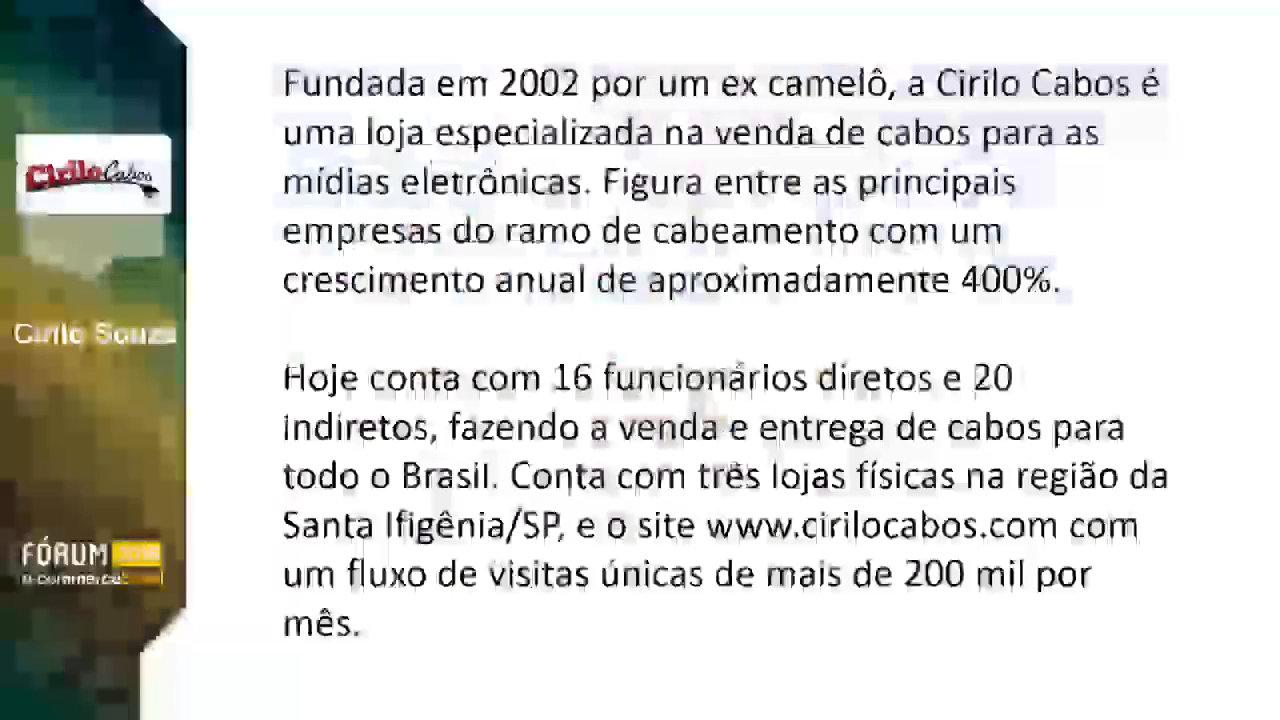 Fundada em 2002 por um ex camelô, a Cirilo Cabos é
uma loja especializada na venda de cabos para as
mídias eletrônicas. Figura entre as principais
empresas do ramo de cabeamento com um
crescimento anual de aproximadamente 400%.
Hoje conta com 16 funcionários diretos e 20
indiretos, fazendo a venda e entrega de cabos para
todo o Brasil. Conta com três lojas físicas na região da
Santa Ifigênia/SP, e o site www.cirilocabos.com com
um fluxo de visitas únicas de mais de 200 mil por
mês.
Cirilo Cabos
Cirilo Souza
FÓRUM
e-commerce